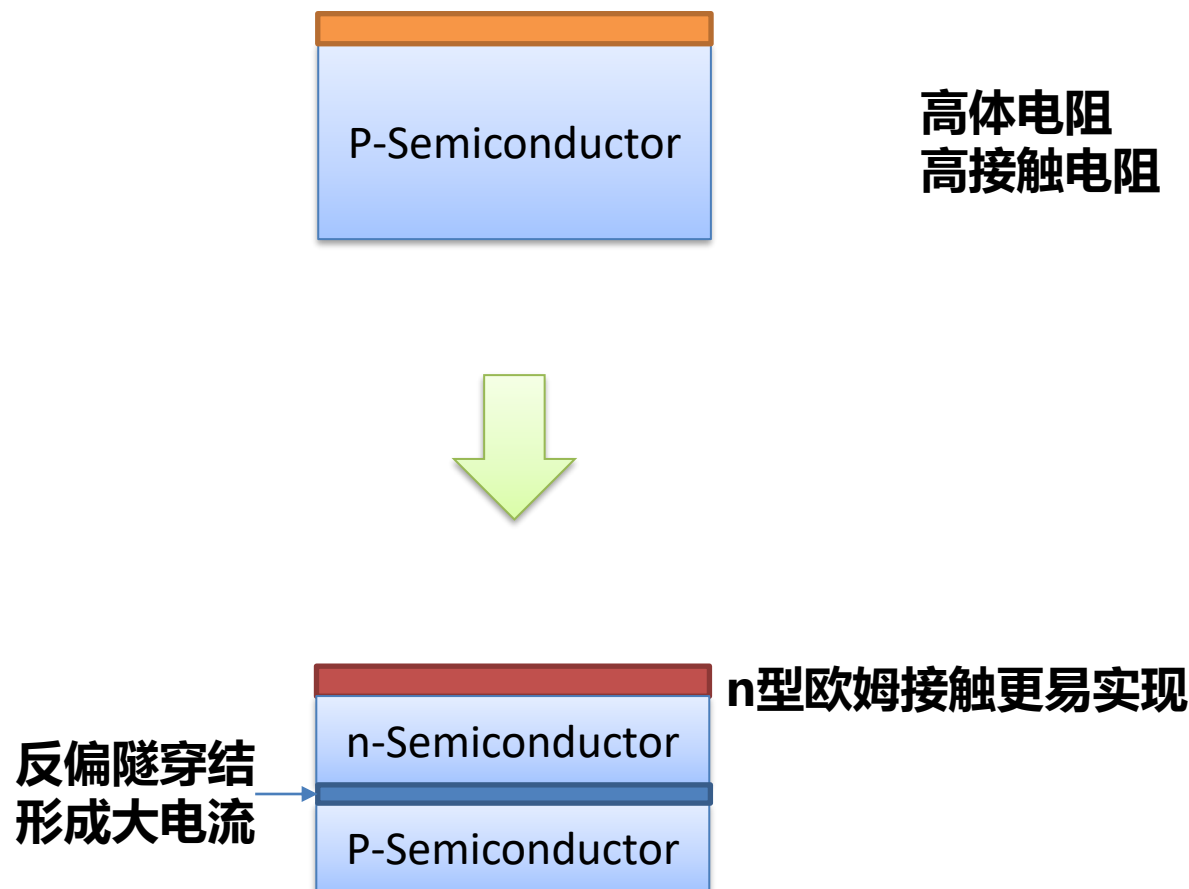 P-Semiconductor
高体电阻
高接触电阻
n型欧姆接触更易实现
n-Semiconductor
反偏隧穿结
形成大电流
P-Semiconductor